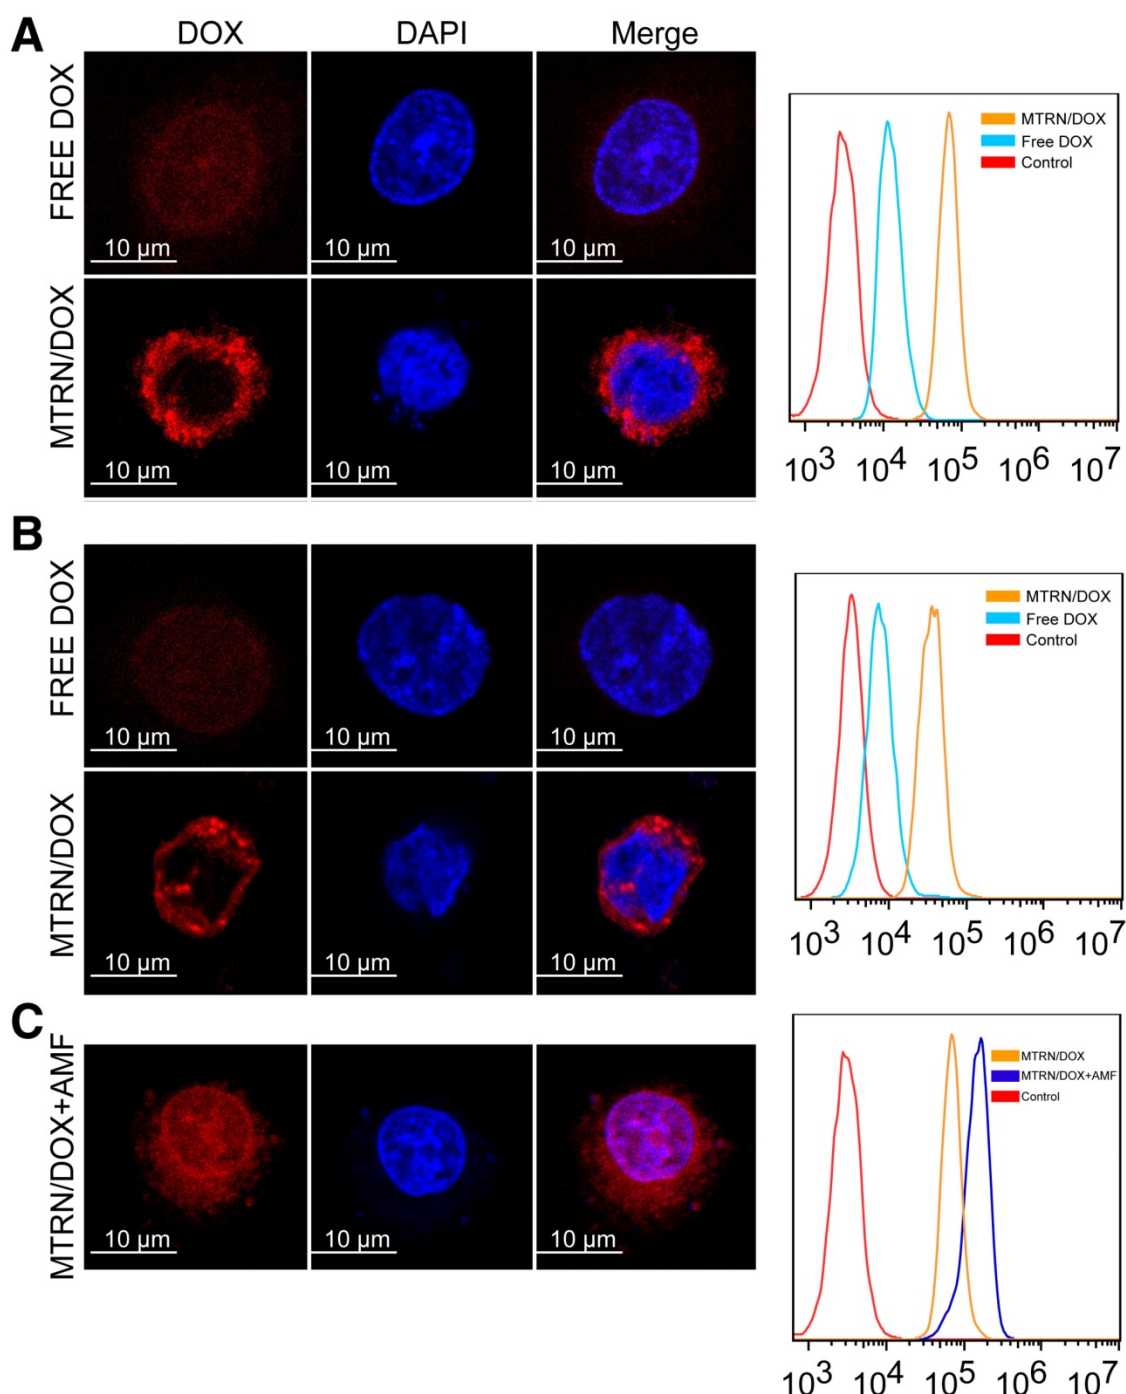 A
DOX DAPI Merge
FREE DOX
10 µm 10 µm 10 µm
MTRN/DOX
10 µm 10 µm 10 µm
MTRN/DOX
Free DOX
Control
10³ 10⁴ 10⁵ 10⁶ 10⁷
B
FREE DOX
10 µm 10 µm 10 µm
MTRN/DOX
10 µm 10 µm 10 µm
MTRN/DOX
Free DOX
Control
10³ 10⁴ 10⁵ 10⁶ 10⁷
C
MTRN/DOX+AMF
10 µm 10 µm 10 µm
MTRN/DOX
MTRN/DOX+AMF
Control
10³ 10⁴ 10⁵ 10⁶ 10⁷